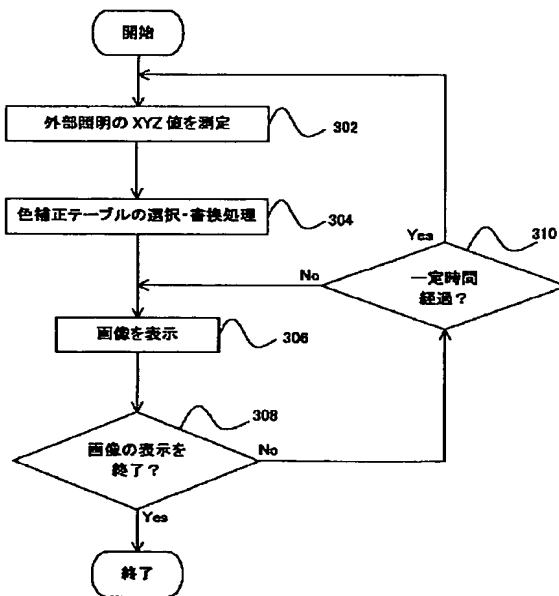 開始
外部照明のXYZ値を測定
302
色補正テーブルの選択・書換処理
304
Yes
310
No
一定時間
経過?
画像を表示
306
308
画像の表示を
終了?
No
Yes
終了